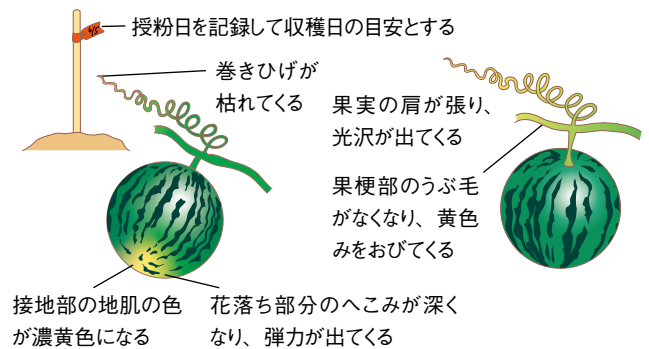 6/5
授粉日を記録して収穫日の目安とする
巻きひげが
枯れてくる
果実の肩が張り、
光沢が出てくる
果梗部のうぶ毛
がなくなり、黄色
みをおびてくる
接地部の地肌の色
が濃黄色になる
花落ち部分のへこみが深く
なり、弾力が出てくる